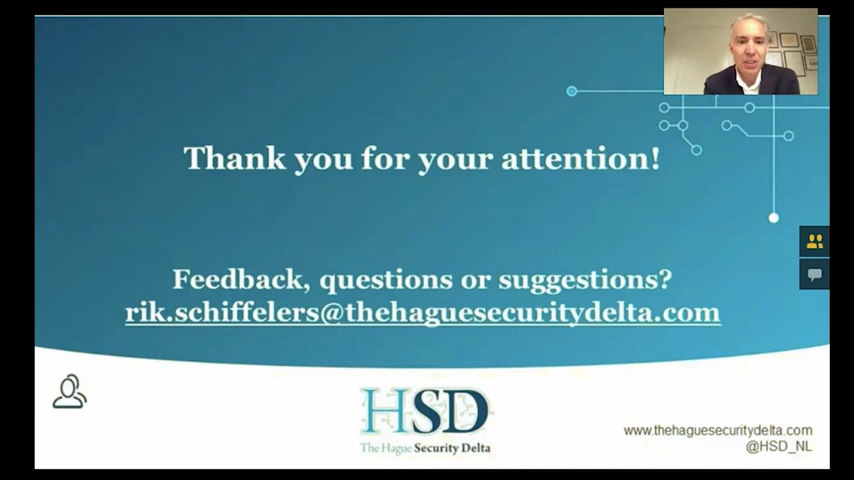 Thank you for your attention!
Feedback, questions or suggestions?
rik.schiffelers@thehaguesecuritydelta.com
HSD
The Hague Security Delta
www.thehaguesecuritydelta.com
@HSD_NL